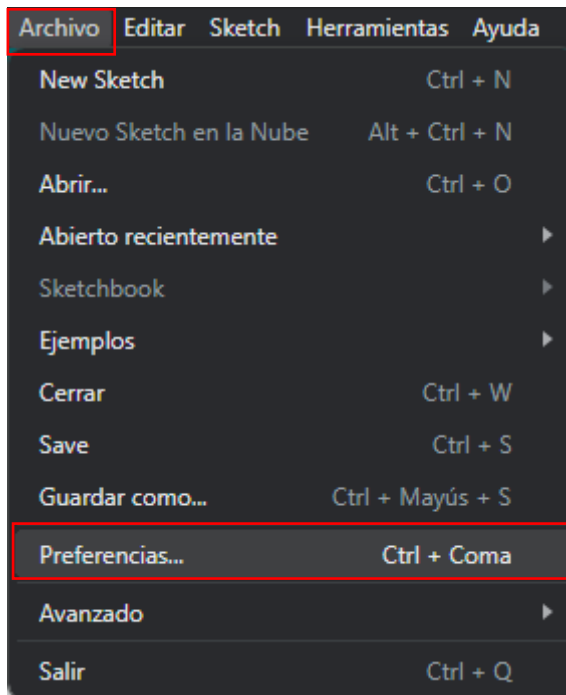 Archivo Editar Sketch Herramientas Ayuda
New Sketch Ctrl + N
Nuevo Sketch en la Nube Alt + Ctrl + N
Abrir... Ctrl + O
Abierto recientemente
Sketchbook
Ejemplos
Cerrar Ctrl + W
Save Ctrl + S
Guardar como... Ctrl + Mayús + S
Preferencias... Ctrl + Coma
Avanzado
Salir Ctrl + Q